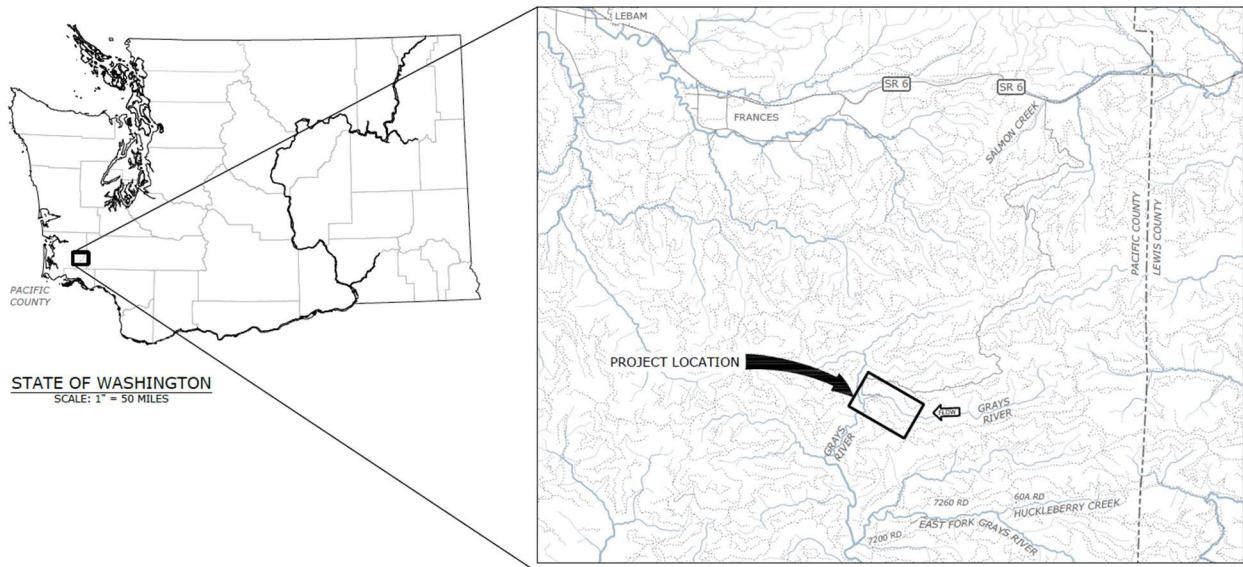 PACIFIC
COUNTY
STATE OF WASHINGTON
SCALE: 1" = 50 MILES
LEBAM
SR 6
SR 6
FRANCES
SALMON CREEK
PACIFIC COUNTY
LEWIS COUNTY
PROJECT LOCATION
FLOW
GRAYS
RIVER
GRAYS
RIVER
7260 RD
60A RD
HUCKLEBERRY CREEK
EAST FORK GRAYS RIVER
7200 RD